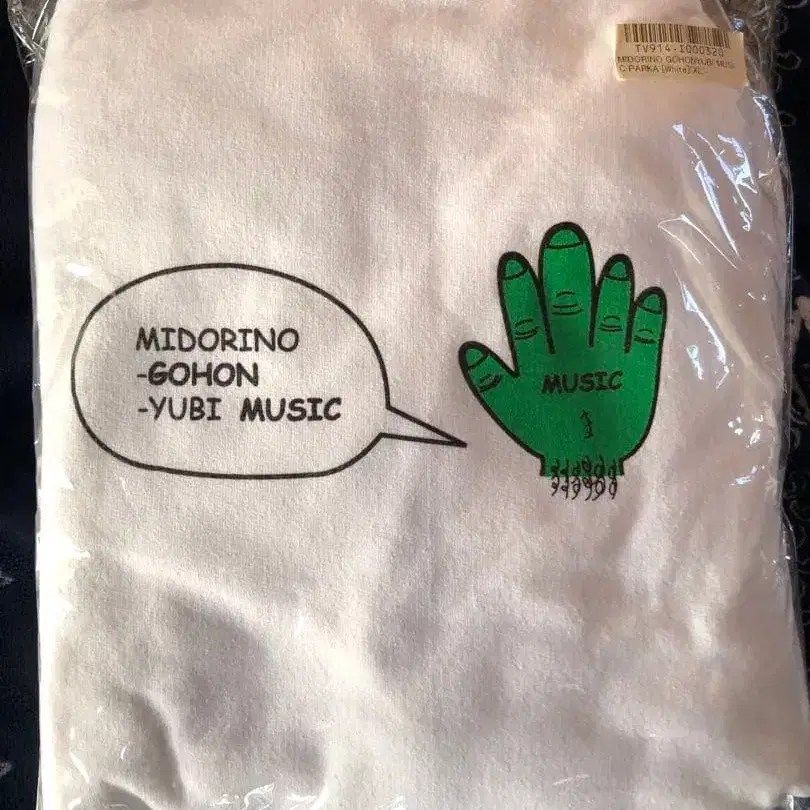 TV914-I000320
MIDORINO GOHONYUBI MUSI
C PARKA [White] XL
MIDORINO
-GOHON
-YUBI MUSIC
MUSIC